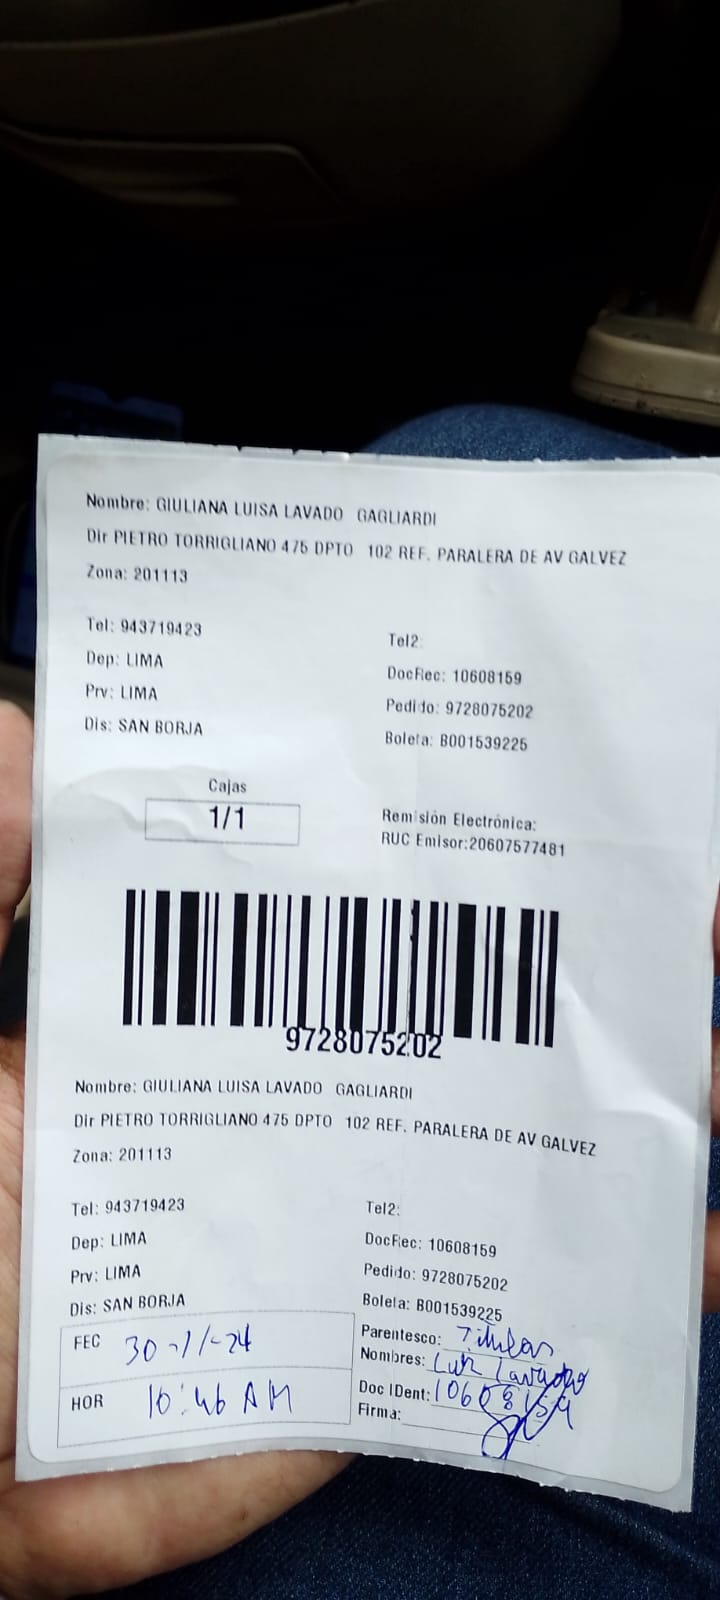 Nombre: GIULIANA LUISA LAVADO GAGLIARDI
Dir PIETRO TORRIGLIANO 475 DPTO 102 REF. PARALERA DE AV GALVEZ
Zona: 201113
Tel: 943719423
Tel2:
Dep: LIMA
DocRec: 10608159
Prv: LIMA
Pedido: 9728075202
Dis: SAN BORJA
Boleta: B001539225
Cajas
1/1
Remisión Electrónica:
RUC Emisor:20607577481
9728075202
Nombre: GIULIANA LUISA LAVADO GAGLIARDI
Dir PIETRO TORRIGLIANO 475 DPTO 102 REF. PARALERA DE AV GALVEZ
Zona: 201113
Tel: 943719423
Tel2:
Dep: LIMA
DocRec: 10608159
Prv: LIMA
Pedido: 9728075202
Dis: SAN BORJA
Boleta: B001539225
FEC 30-11-24
Parentesco: Titular
Nombres: Lavado
HOR 10:46 AM
Doc IDent: 10608159
Firma: